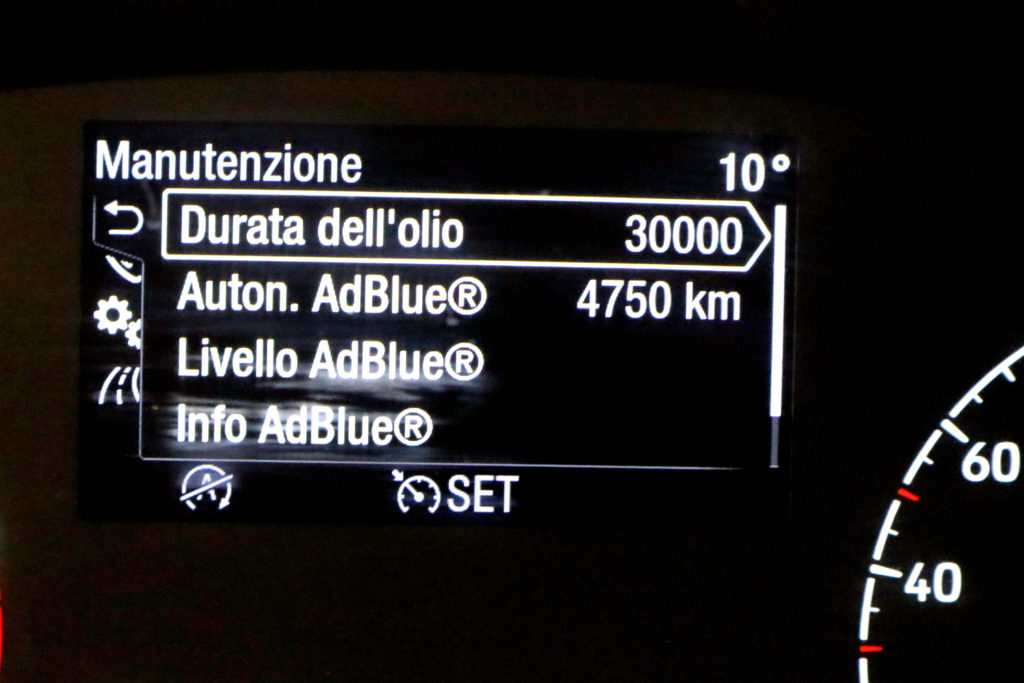 Manutenzione 10°
Durata dell'olio 30000
Auton. AdBlue® 4750 km
Livello AdBlue®
Info AdBlue®
A SET
60
40